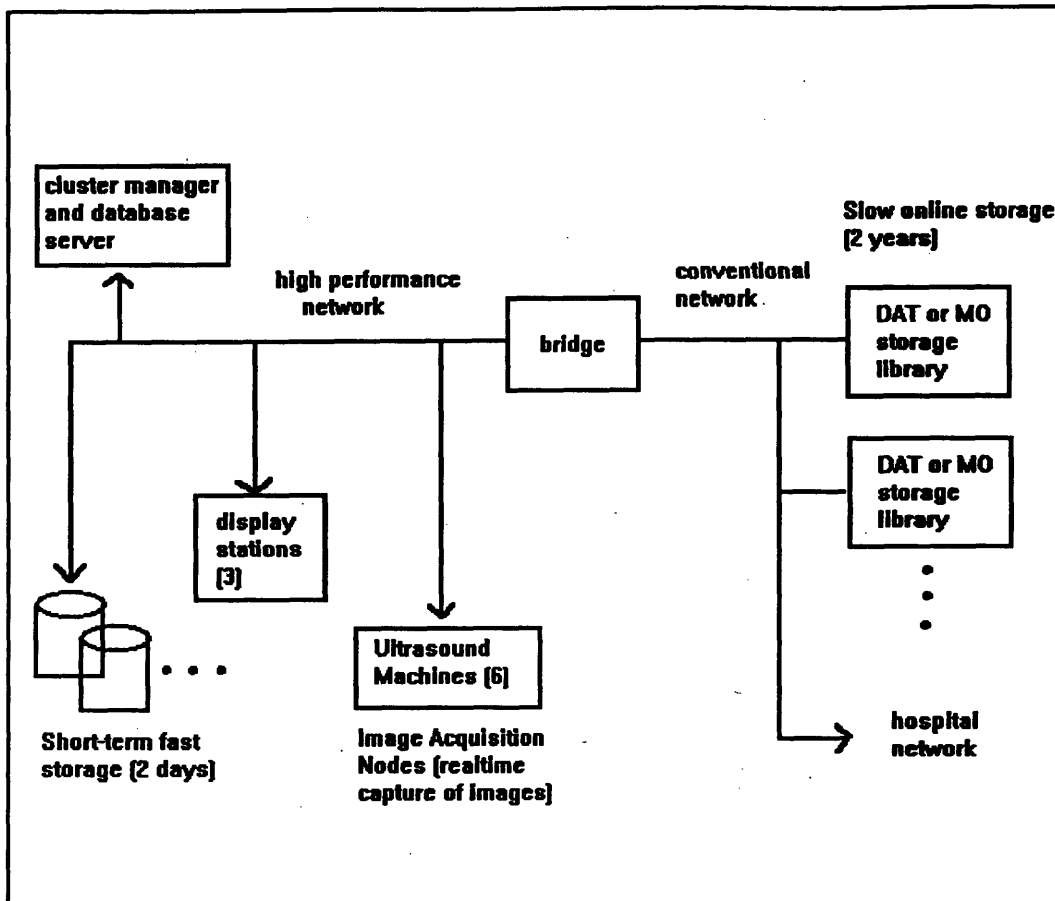 cluster manager
and database
server
high performance
network
bridge
conventional
network
Slow online storage
(2 years)
DAT or MO
storage
library
DAT or MO
storage
library
display
stations
(3)
Ultrasound
Machines (6)
Short-term fast
storage (2 days)
Image Acquisition
Nodes (realtime
capture of images)
hospital
network